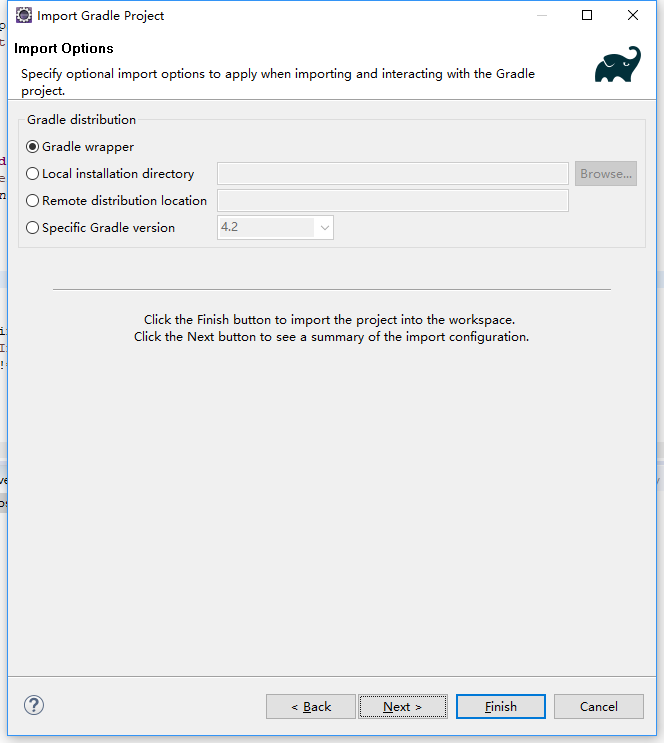 Import Gradle Project
Import Options
Specify optional import options to apply when importing and interacting with the Gradle
project.
Gradle distribution
Gradle wrapper
Local installation directory
Browse...
Remote distribution location
Specific Gradle version
4.2
Click the Finish button to import the project into the workspace.
Click the Next button to see a summary of the import configuration.
< Back
Next >
Finish
Cancel